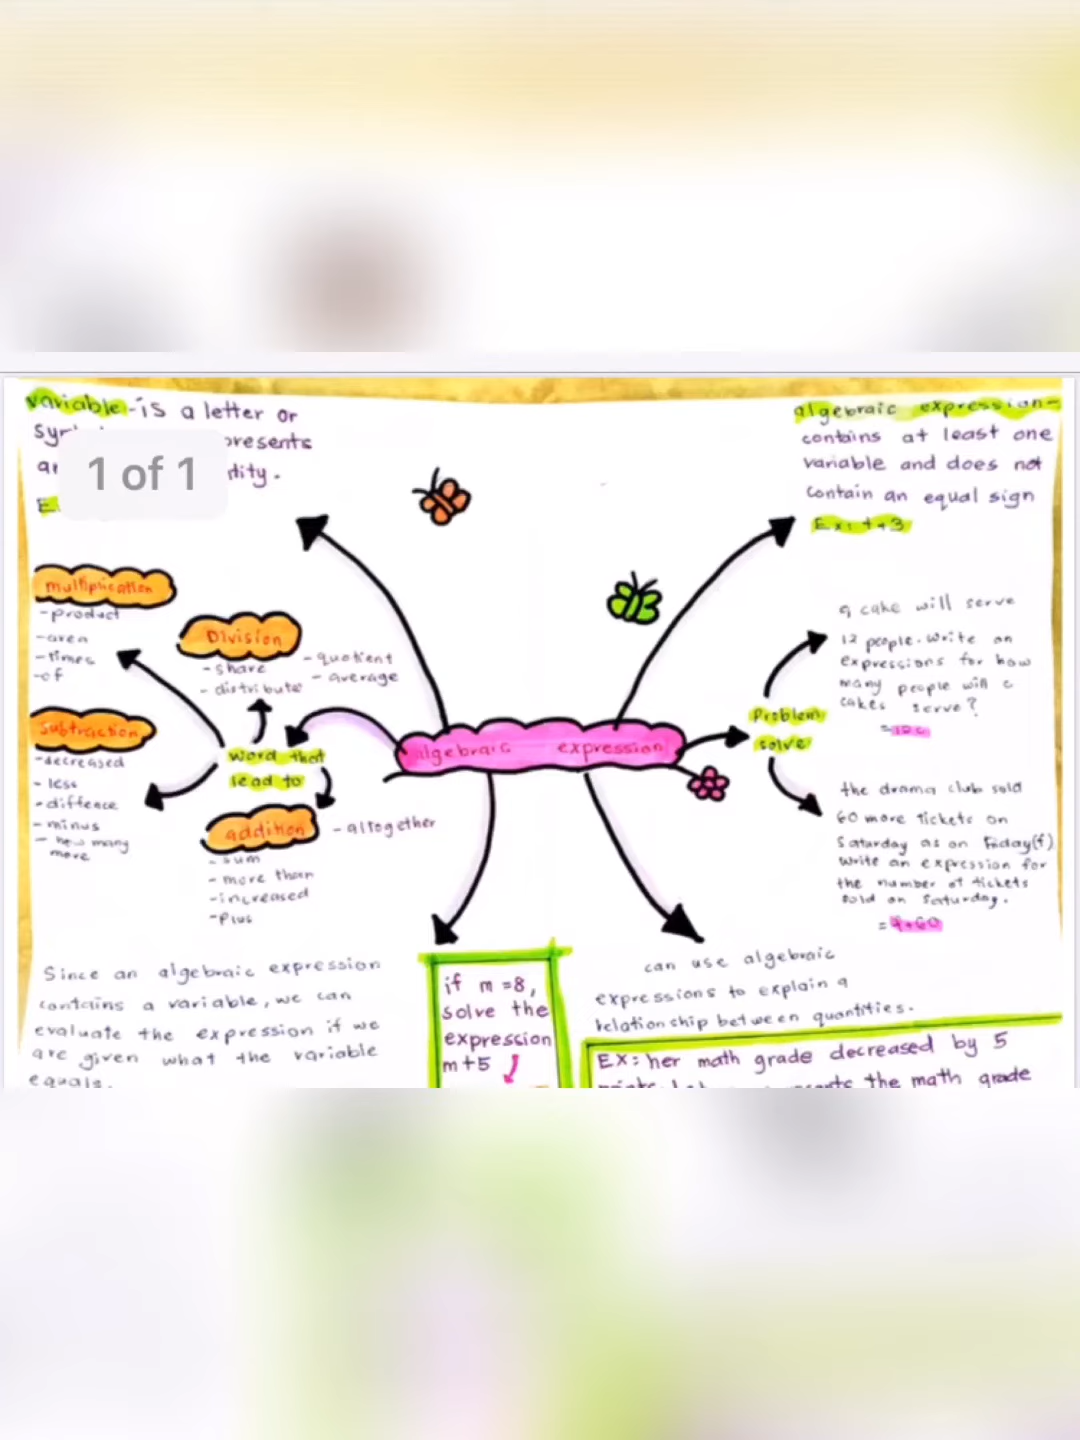 variable - is a letter or
presents
1 of 1
algebraic expression-
contains at least one
variable and does not
contain an equal sign
multiplication
- product
- area
- times
- of
Division
- share
- distribute
- quotient
- average
Subtraction
- decreased
- less
- diffence
- minus
- how many
more
word that
lead to
addition
- sum
- more than
- increased
- plus
- altogether
algebraic expression
Problem
solve
cake will serve
12 people. write an
expressions for how
many people will c
cakes serve?
= 12c
the drama club sold
60 more tickets on
Saturday as on Friday(f)
write an expression for
the number of tickets
sold on Saturday.
Since an algebraic expression
contains a variable, we can
evaluate the expression if we
are given what the variable
equals.
if m =8,
solve the
expression
m+5
can use algebraic
expressions to explain a
relationship between quantities.
EX: her math grade decreased by 5
the math grade